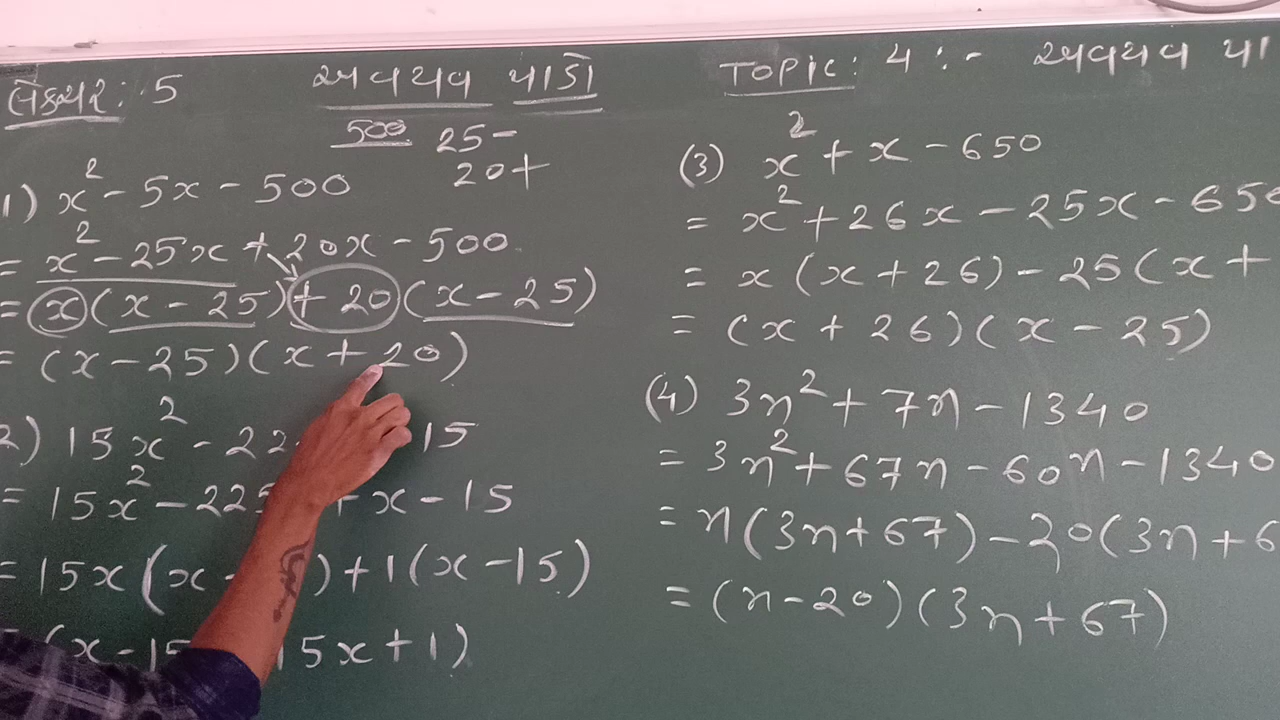 લેક્ચર: 5
અવયવ પાડો
500 25-
20+
1) x² - 5x - 500
= x² - 25x + 20x - 500
= x(x - 25) + 20(x - 25)
= (x - 25)(x + 20)
2) 15x² - 22 15
= 15x² - 225 + x - 15
= 15x(x - ) + 1(x - 15)
= (x - 15 15x + 1)
TOPIC: 4 :- અવયવ પા
(3) x² + x - 650
= x² + 26x - 25x - 650
= x(x + 26) - 25(x +
= (x + 26)(x - 25)
(4) 3n² + 7n - 1340
= 3n² + 67n - 60n - 1340
= n(3n + 67) - 20(3n + 6
= (n - 20)(3n + 67)